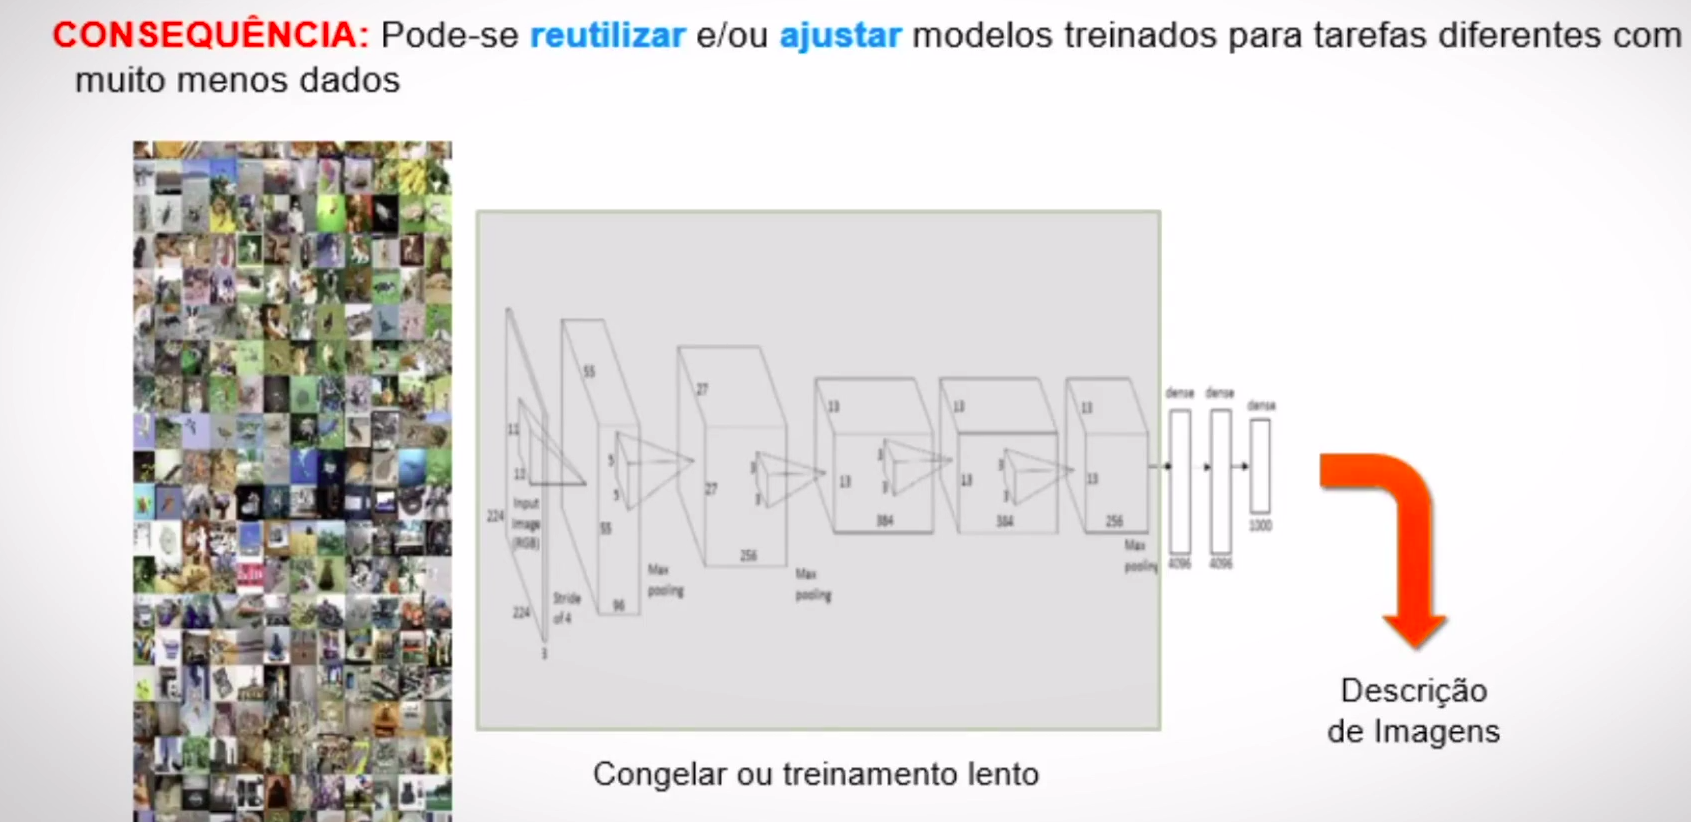 CONSEQUÊNCIA: Pode-se reutilizar e/ou ajustar modelos treinados para tarefas diferentes com
muito menos dados
55
27
13
13
13
dense
dense
dense
11
11
5
5
3
3
3
3
3
3
55
27
13
13
13
224
Input
image
(RGB)
384
384
256
1000
256
96
Max
pooling
Max
pooling
Max
pooling
4096
4096
224
Stride
of 4
3
Descrição
de Imagens
Congelar ou treinamento lento